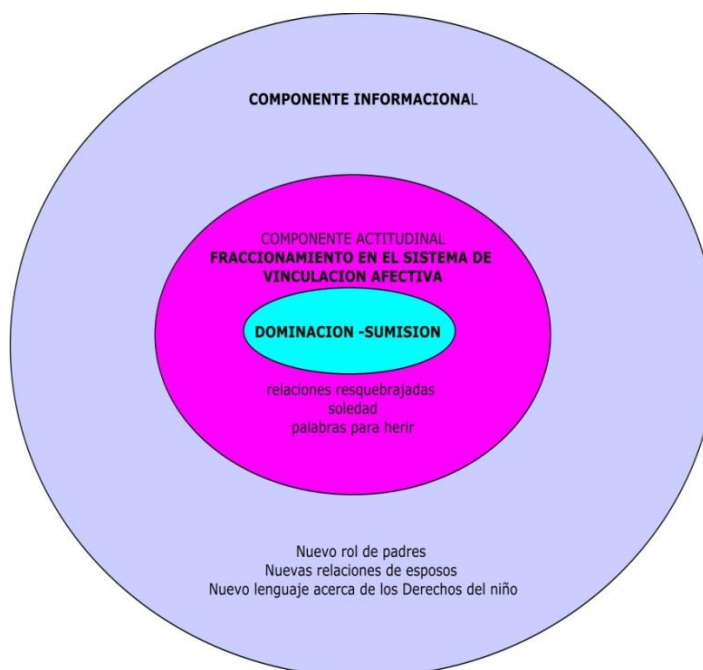 COMPONENTE INFORMACIONAL
COMPONENTE ACTITUDINAL
FRACCIONAMIENTO EN EL SISTEMA DE
VINCULACION AFECTIVA
DOMINACION -SUMISION
relaciones resquebrajadas
soledad
palabras para herir
Nuevo rol de padres
Nuevas relaciones de esposos
Nuevo lenguaje acerca de los Derechos del niño